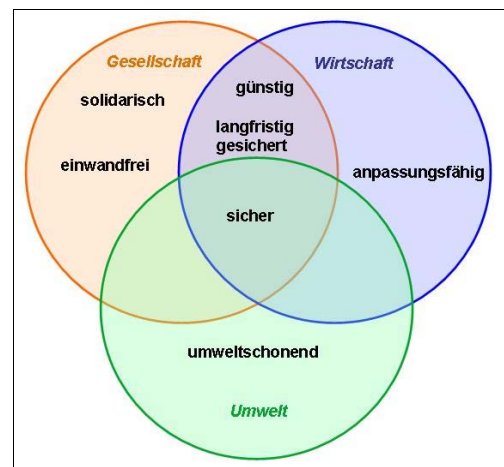 Gesellschaft
Wirtschaft
günstig
solidarisch
langfristig
gesichert
einwandfrei
anpassungsfähig
sicher
umweltschonend
Umwelt